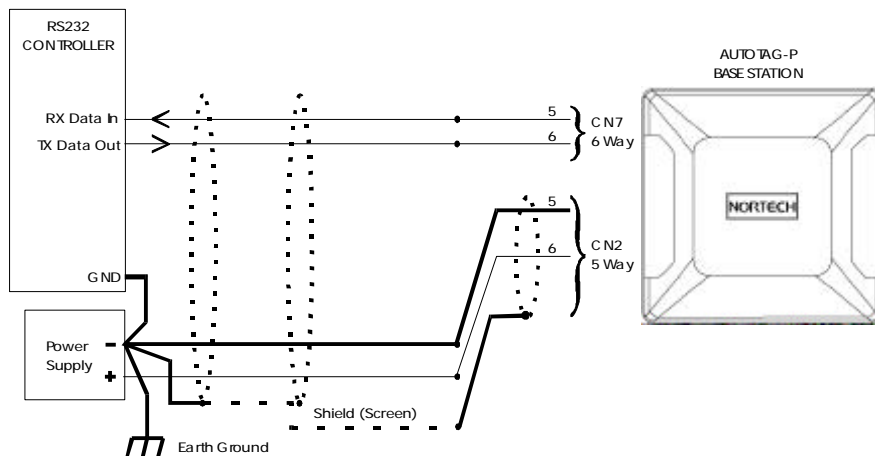 RS232
CONTROLLER
AUTOTAG-P
BASE STATION
RX Data In
5
CN7
TX Data Out
6
6 Way
NORTECH
5
6
CN2
5 Way
GND
Power
Supply
-
+
Shield (Screen)
Earth Ground